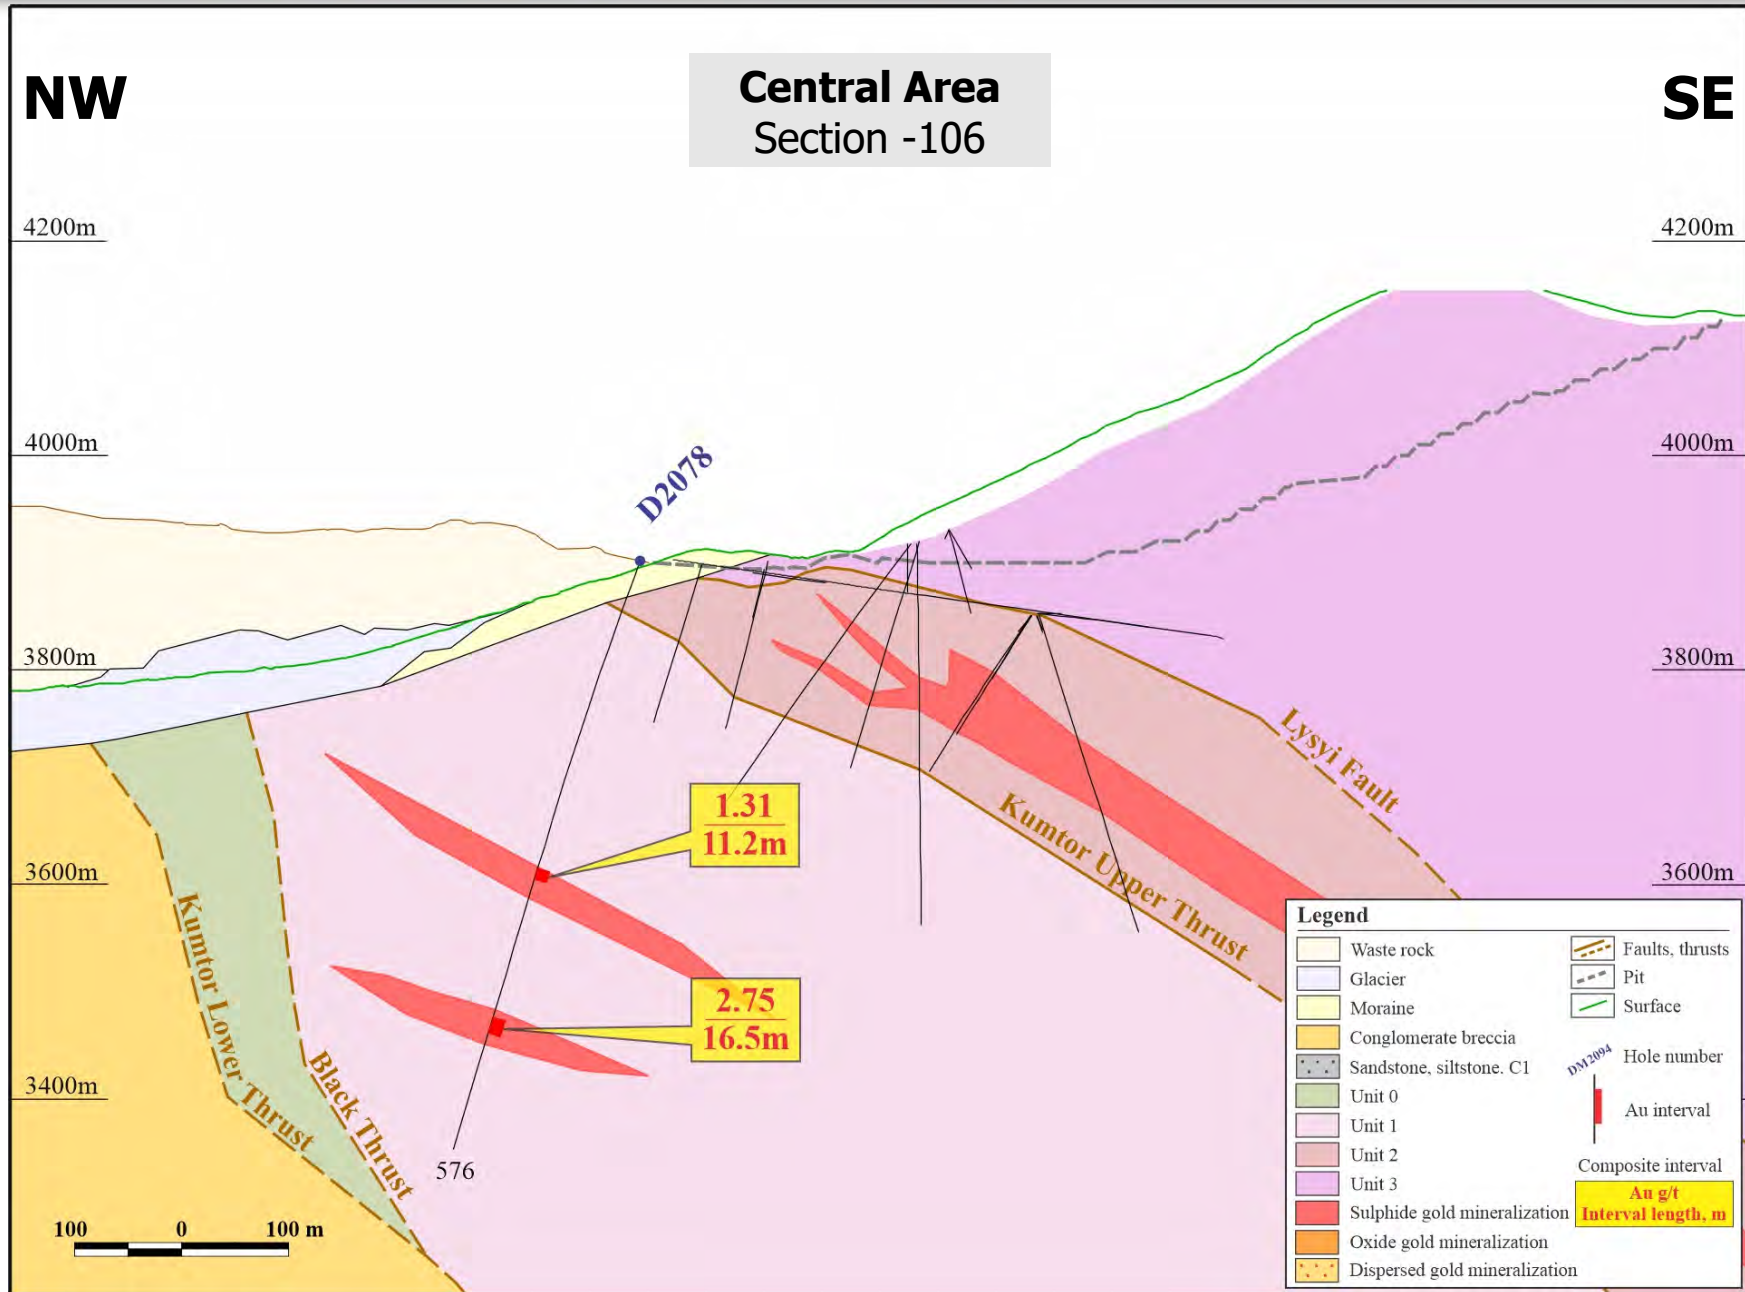 NW
Central Area
Section -106
SE
4200m
4200m
4000m
4000m
D2078
3800m
3800m
Lysyi Fault
1.31
11.2m
Kumtor Upper Thrust
3600m
3600m
Kumtor Lower Thrust
2.75
16.5m
Black Thrust
3400m
576
100 0 100 m
Legend
Waste rock
Glacier
Moraine
Conglomerate breccia
Sandstone, siltstone. C1
Unit 0
Unit 1
Unit 2
Unit 3
Sulphide gold mineralization
Oxide gold mineralization
Dispersed gold mineralization
Faults, thrusts
Pit
Surface
DM2094
Hole number
Au interval
Composite interval
Au g/t
Interval length, m